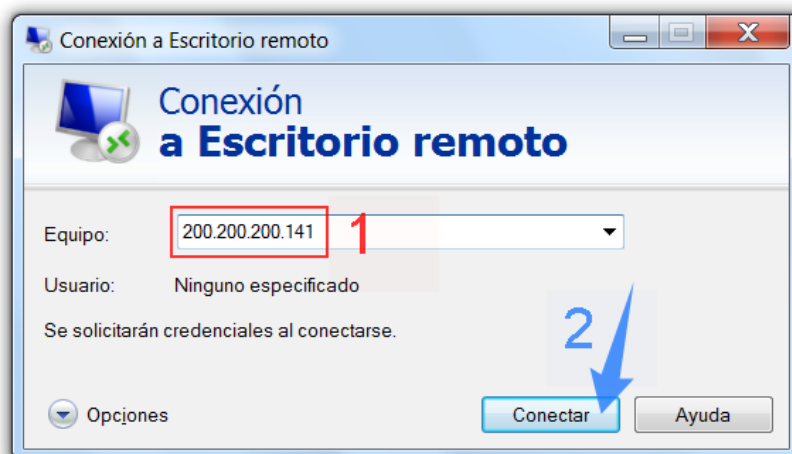 Conexión a Escritorio remoto
Conexión
a Escritorio remoto
Equipo: 200.200.200.141 1
Usuario: Ninguno especificado
Se solicitarán credenciales al conectarse.
2
Opciones Conectar Ayuda